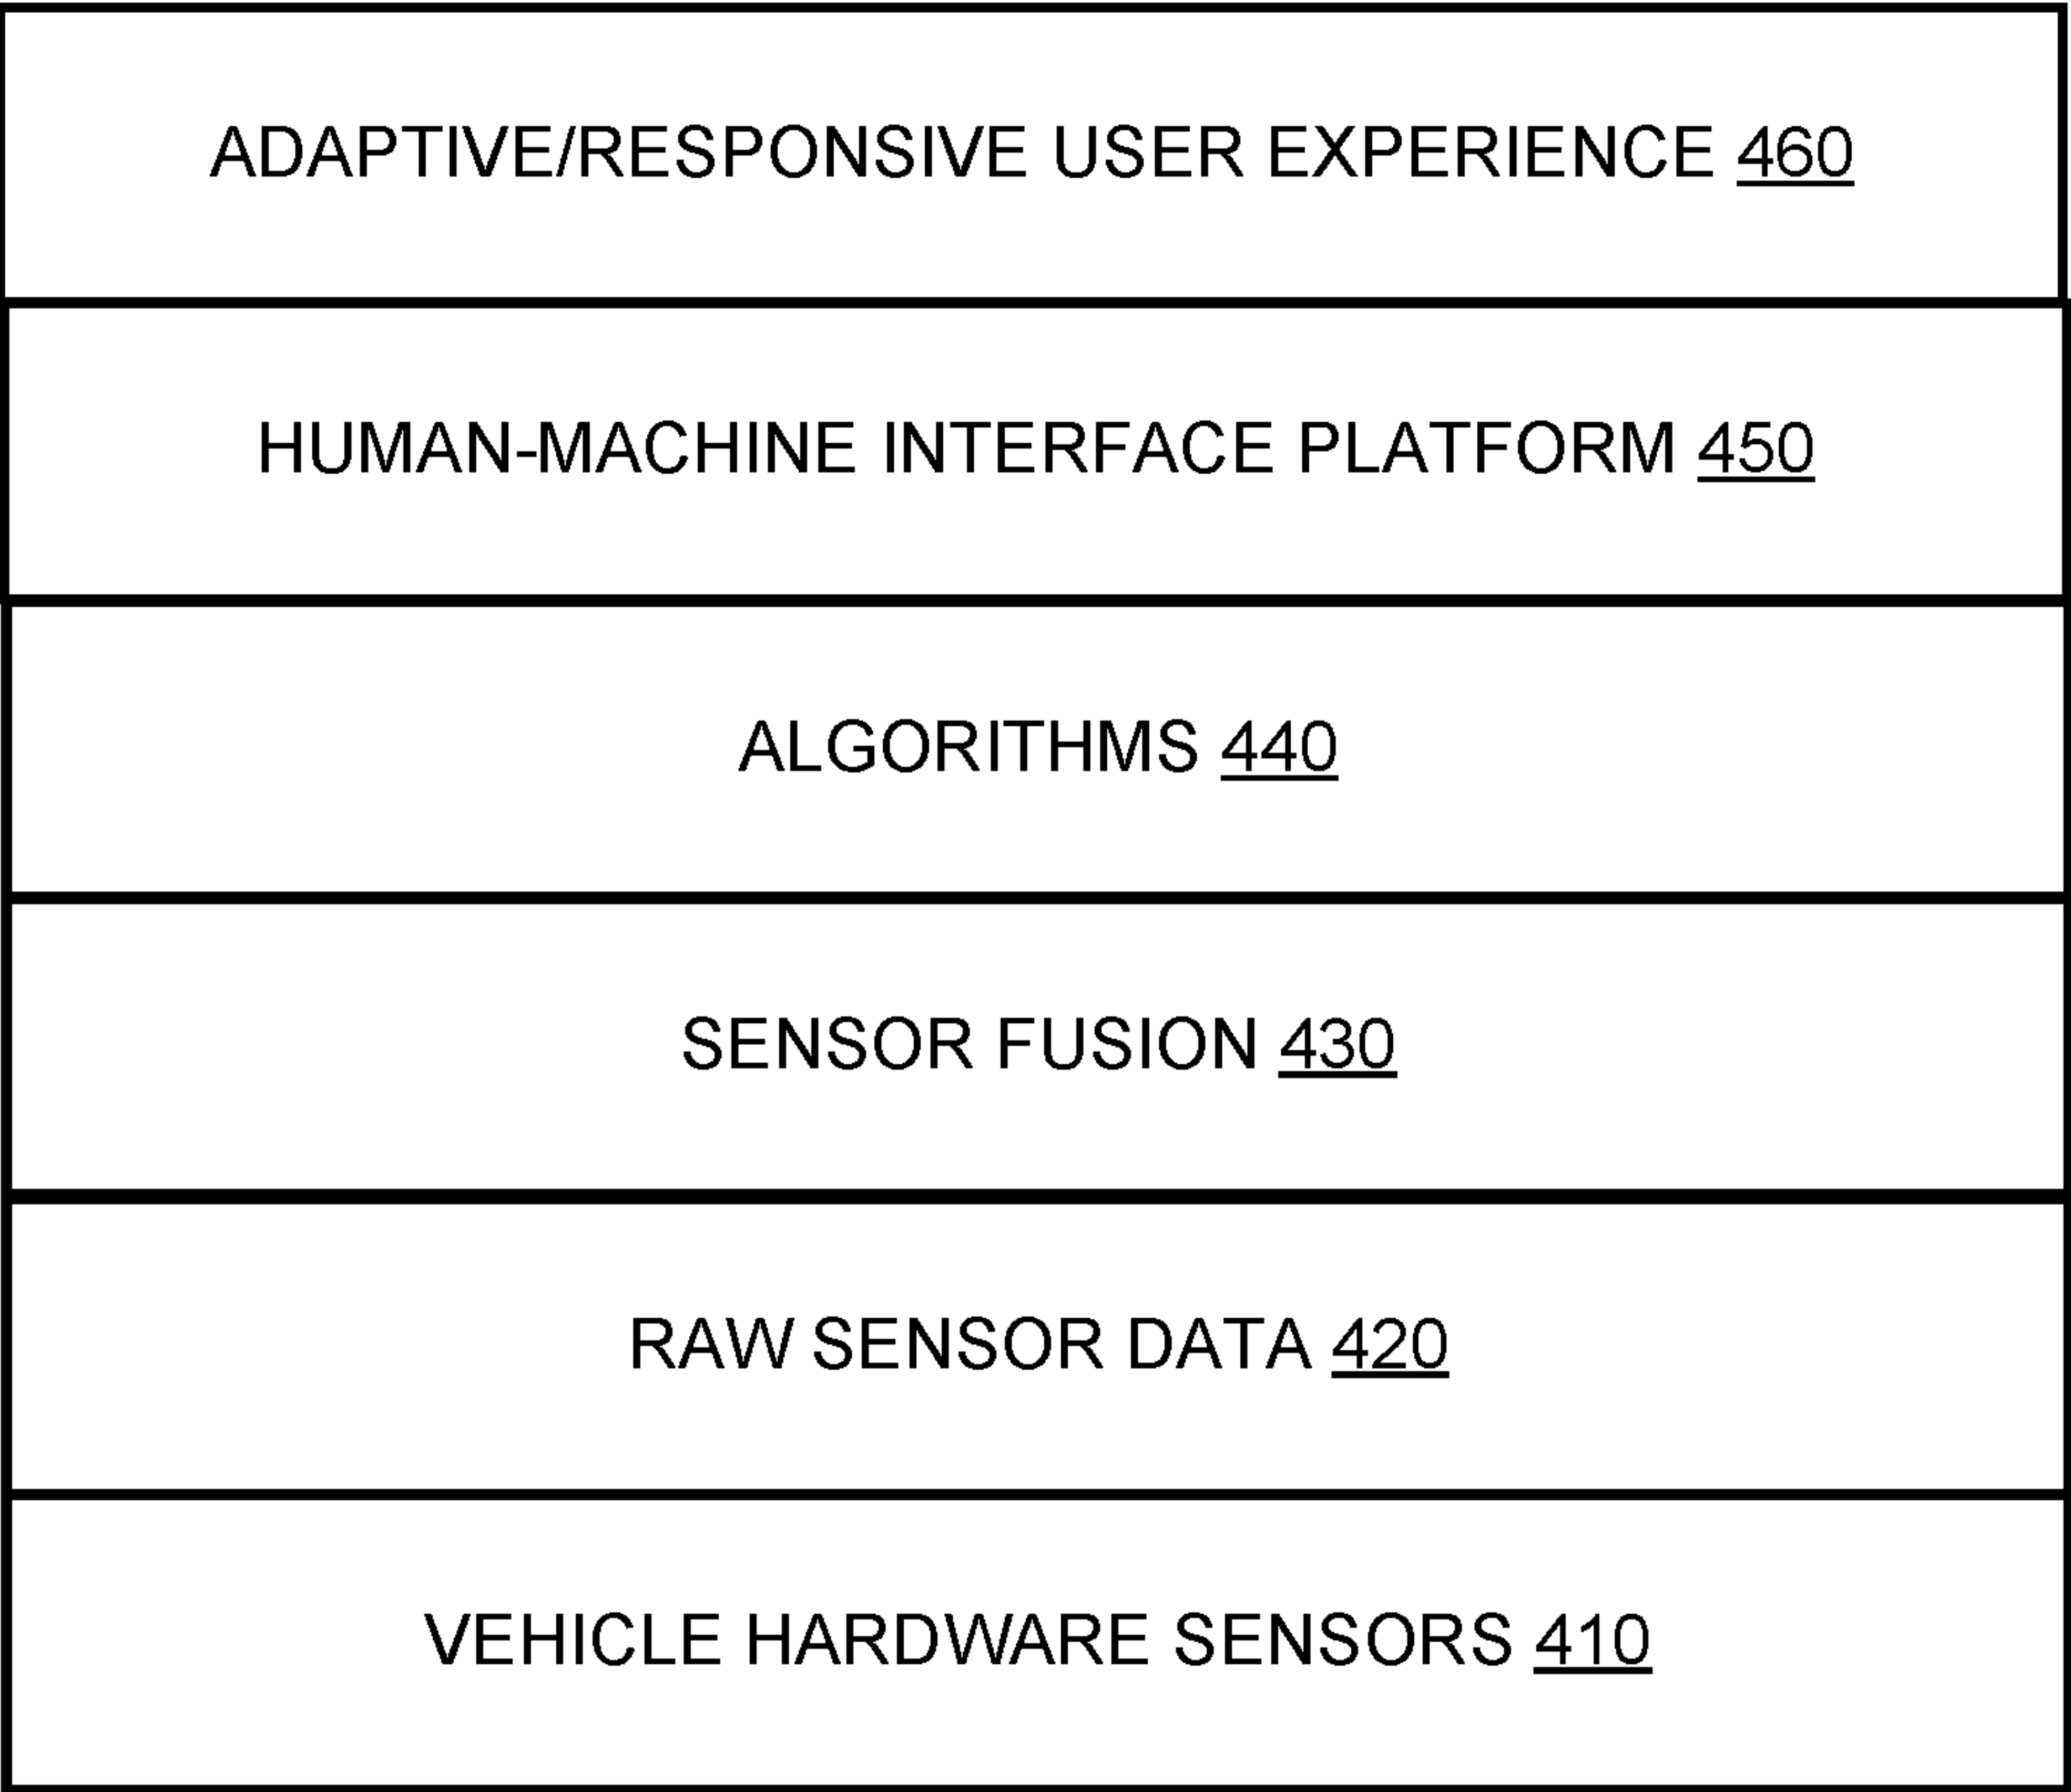 ADAPTIVE/RESPONSIVE USER EXPERIENCE 460
HUMAN-MACHINE INTERFACE PLATFORM 450
ALGORITHMS 440
SENSOR FUSION 430
RAW SENSOR DATA 420
VEHICLE HARDWARE SENSORS 410